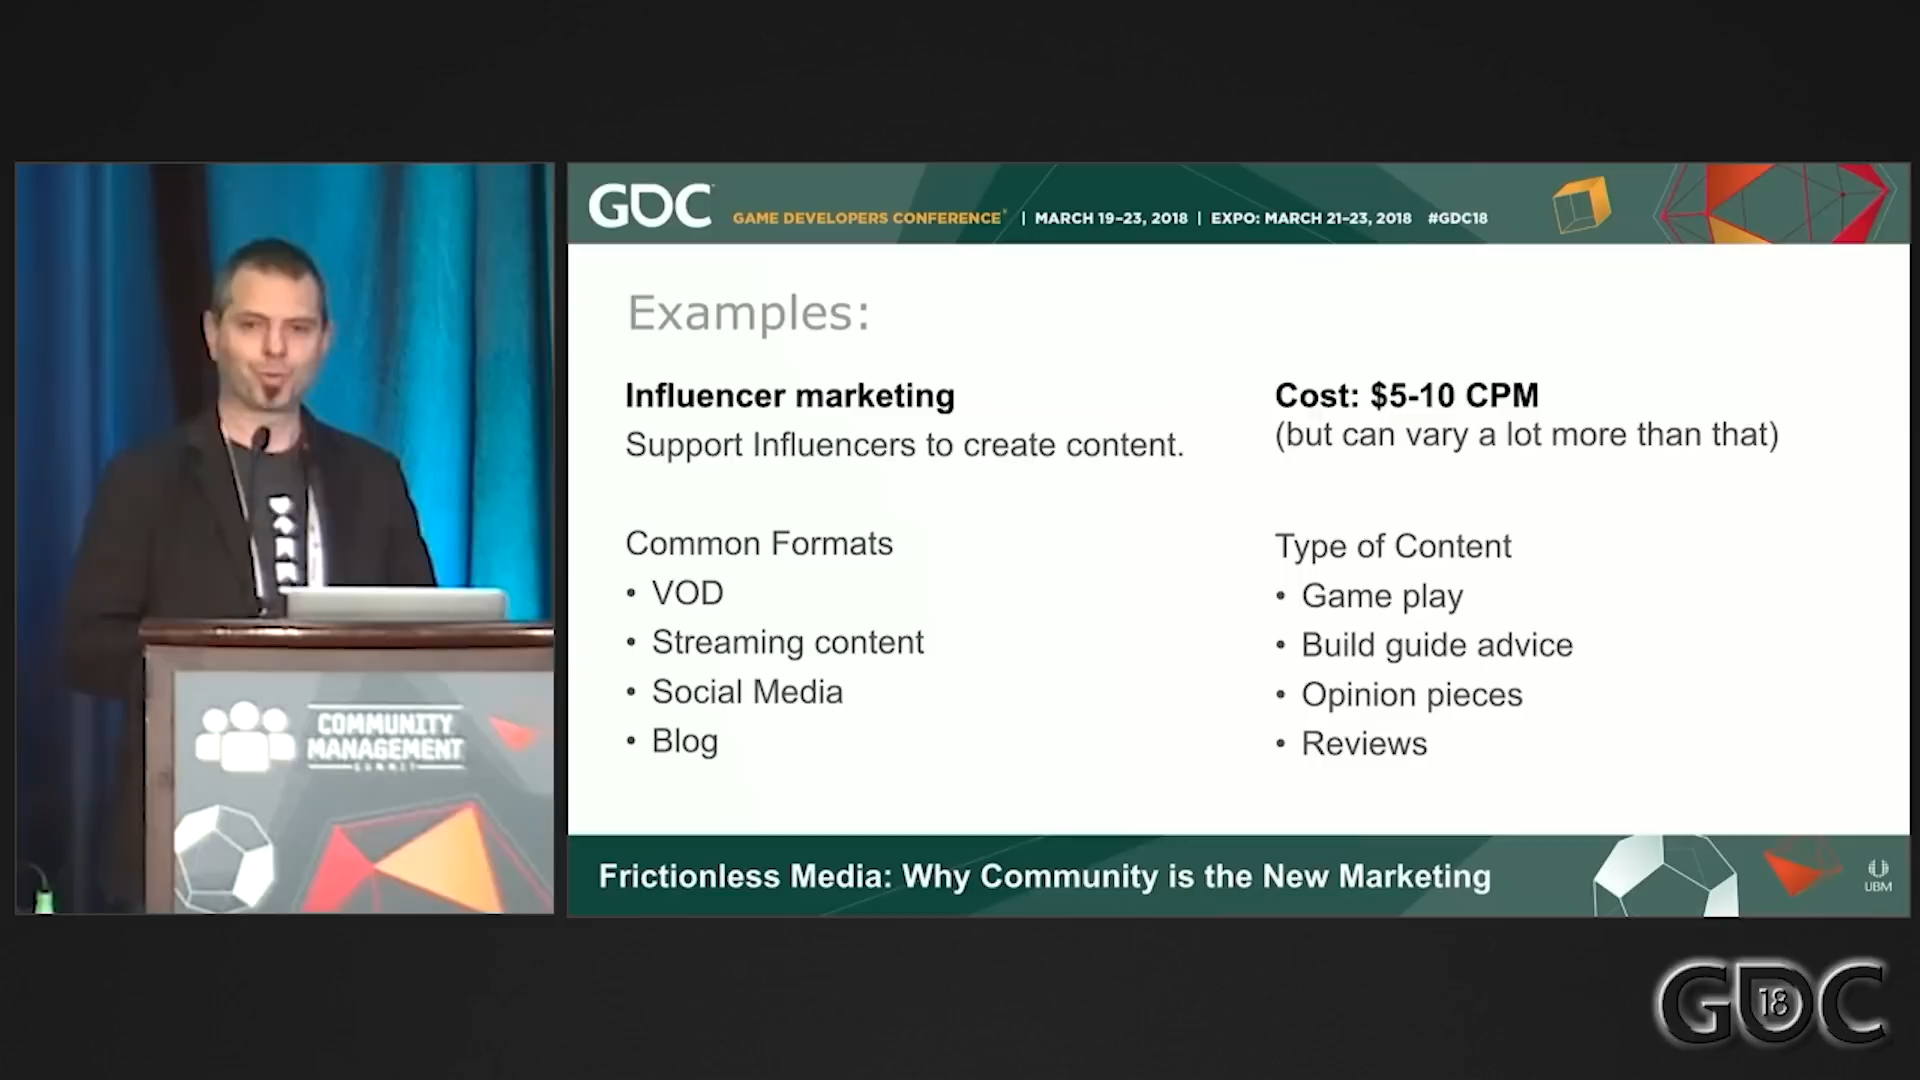 GDC
GAME DEVELOPERS CONFERENCE | MARCH 19–23, 2018 | EXPO: MARCH 21–23, 2018 #GDC18
Examples:
Influencer marketing
Support Influencers to create content.
Cost: $5-10 CPM
(but can vary a lot more than that)
Common Formats
• VOD
• Streaming content
• Social Media
• Blog
Type of Content
• Game play
• Build guide advice
• Opinion pieces
• Reviews
Frictionless Media: Why Community is the New Marketing
UBM
COMMUNITY
MANAGEMENT
SUMMIT
GDC
18